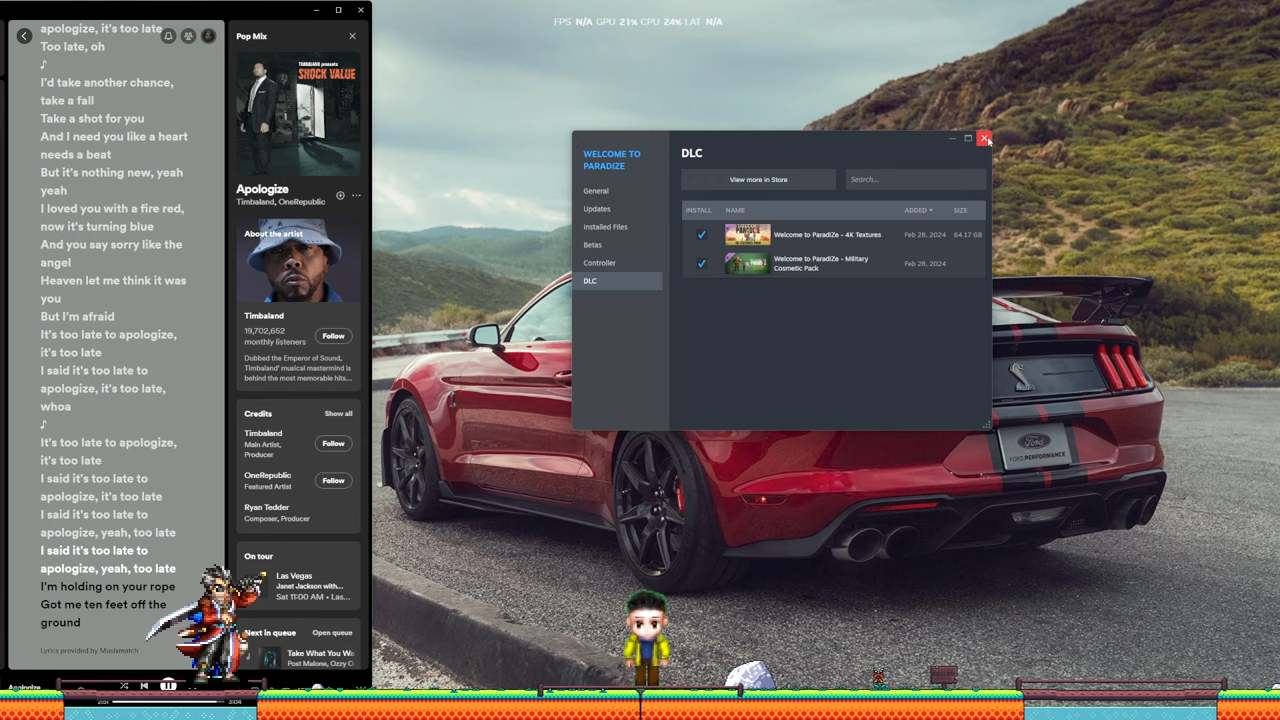 FPS N/A GPU 21% CPU 24% LAT N/A
apologize, it's too late
Too late, oh
♪
I'd take another chance,
take a fall
Take a shot for you
And I need you like a heart
needs a beat
But it's nothing new, yeah
yeah
I loved you with a fire red,
now it's turning blue
And you say sorry like the
angel
Heaven let me think it was
you
But I'm afraid
It's too late to apologize,
it's too late
I said it's too late to
apologize, it's too late,
whoa
♪
It's too late to apologize,
it's too late
I said it's too late to
apologize, it's too late
I said it's too late to
apologize, yeah, too late
I said it's too late to
apologize, yeah, too late
I'm holding on your rope
Got me ten feet off the
ground
Lyrics provided by Musixmatch
Pop Mix
TIMBALAND presents
SHOCK VALUE
Apologize
Timbaland, OneRepublic
About the artist
Timbaland
19,702,652
monthly listeners
Follow
Dubbed the Emperor of Sound,
Timbaland' musical mastermind is
behind the most memorable hits...
Credits
Show all
Timbaland
Main Artist,
Producer
Follow
OneRepublic
Featured Artist
Follow
Ryan Tedder
Composer, Producer
On tour
Las Vegas
Janet Jackson with...
Sat 11:00 AM • Las...
Next in queue
Open queue
Take What You W
Post Malone, Ozzy O
Apologize
2:51
3:04
WELCOME TO
PARADIZE
General
Updates
Installed Files
Betas
Controller
DLC
DLC
View more in Store
Search...
INSTALL NAME ADDED SIZE
Welcome to ParadiZe - 4K Textures Feb 28, 2024 64.17 GB
Welcome to ParadiZe - Military
Cosmetic Pack
Feb 28, 2024
Ford
FORD PERFORMANCE